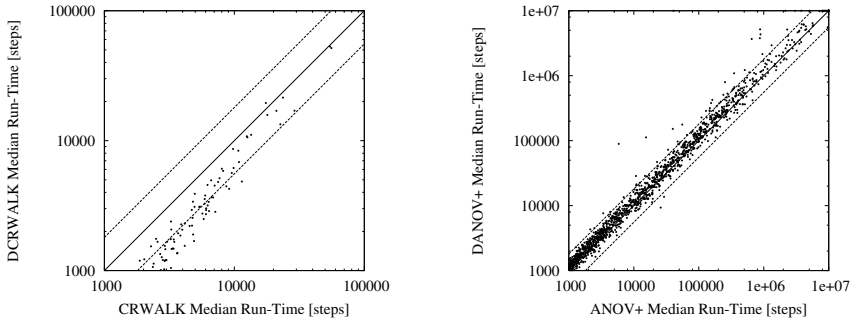 100000
10000
1000
1000
10000
100000
DCRWALK Median Run-Time [steps]
CRWALK Median Run-Time [steps]
1e+07
1e+06
100000
10000
1000
1000
10000
100000
1e+06
1e+07
DANOV+ Median Run-Time [steps]
ANOV+ Median Run-Time [steps]